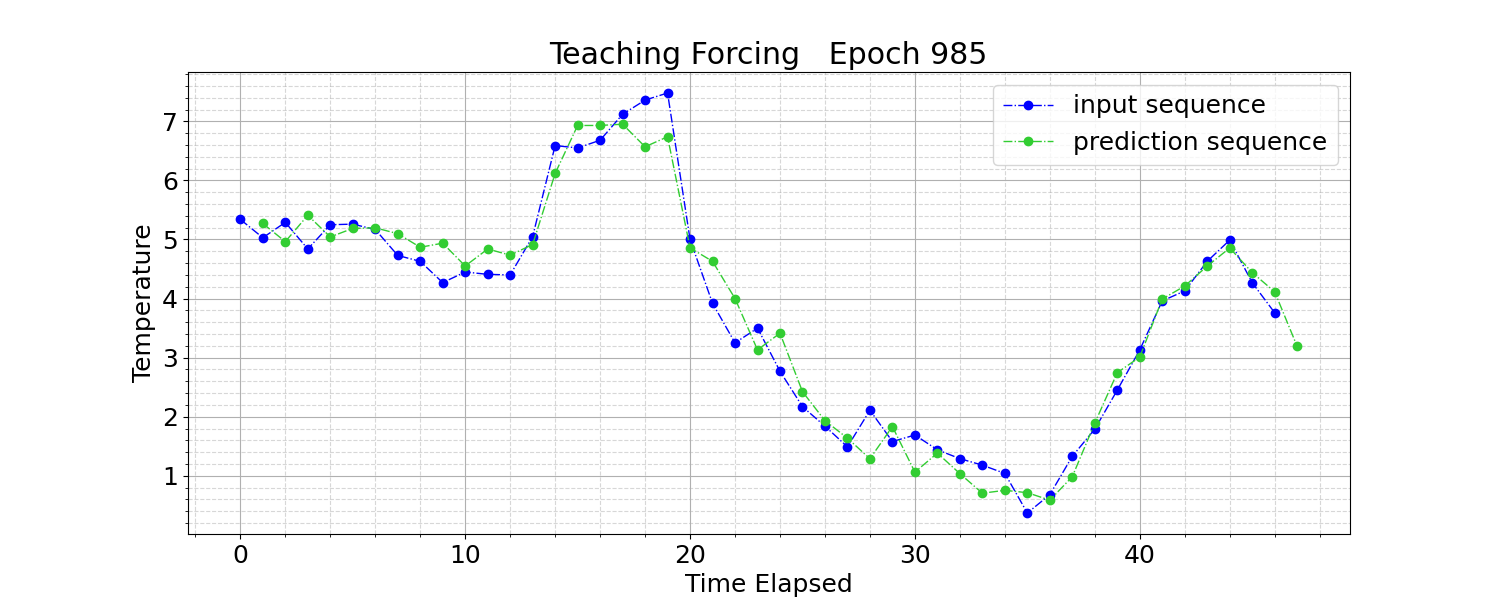 Teaching Forcing   Epoch 985
input sequence
prediction sequence
Temperature
7
6
5
4
3
2
1
0 10 20 30 40
Time Elapsed